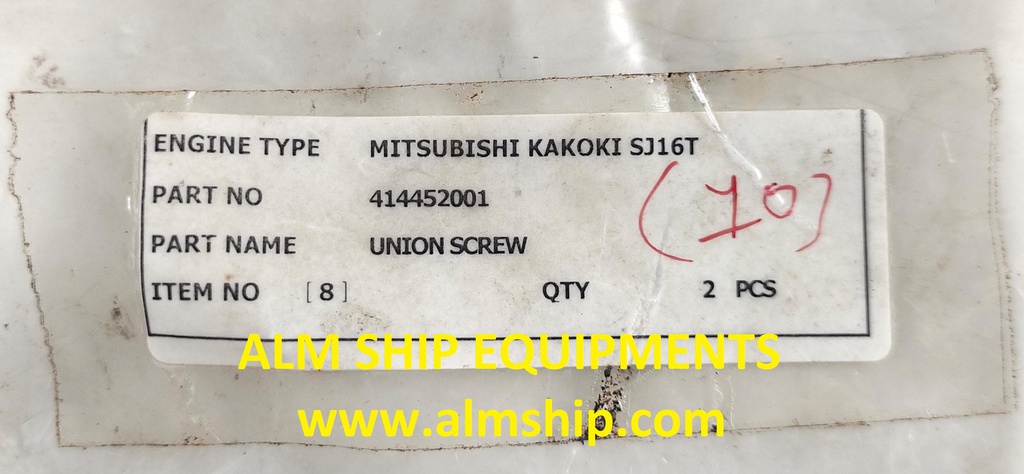 ENGINE TYPE MITSUBISHI KAKOKI SJ16T
PART NO 414452001
(10)
PART NAME UNION SCREW
ITEM NO [8] QTY 2 PCS
ALM SHIP EQUIPMENTS
www.almship.com